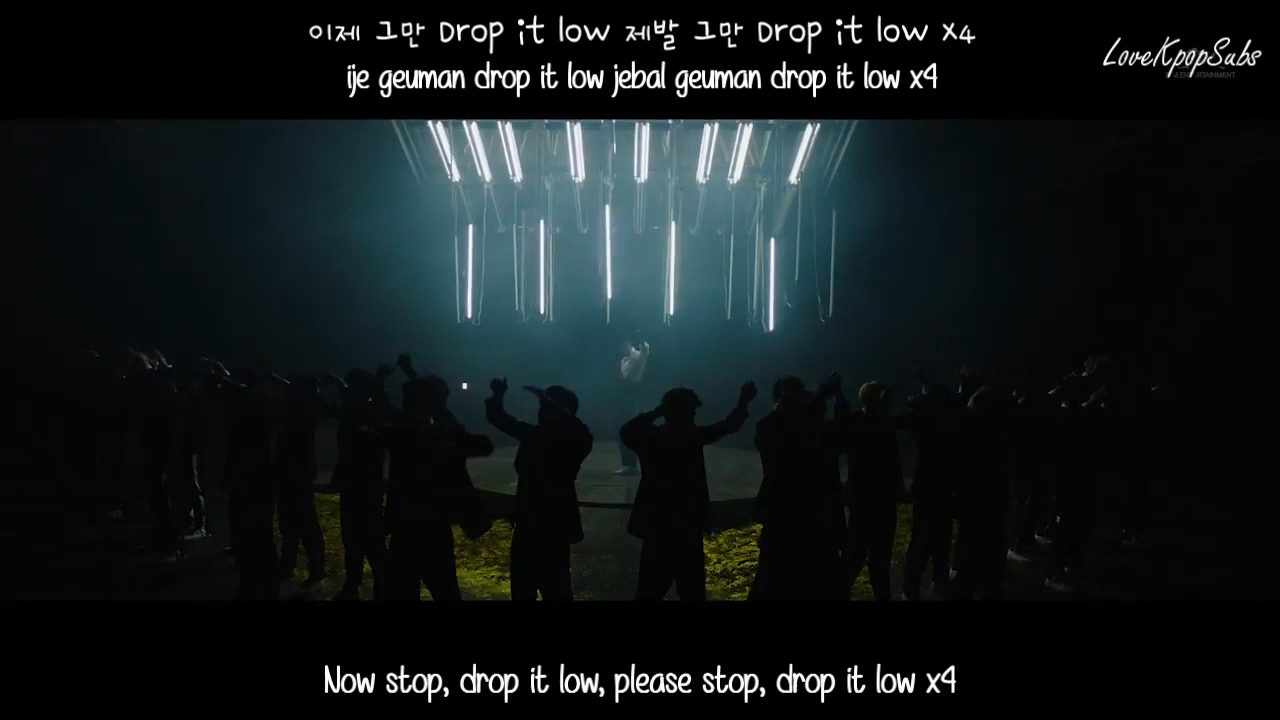 이제 그만 Drop it low 제발 그만 Drop it low x4
ije geuman drop it low jebal geuman drop it low x4
LoveKpopSubs
Now stop, drop it low, please stop, drop it low x4